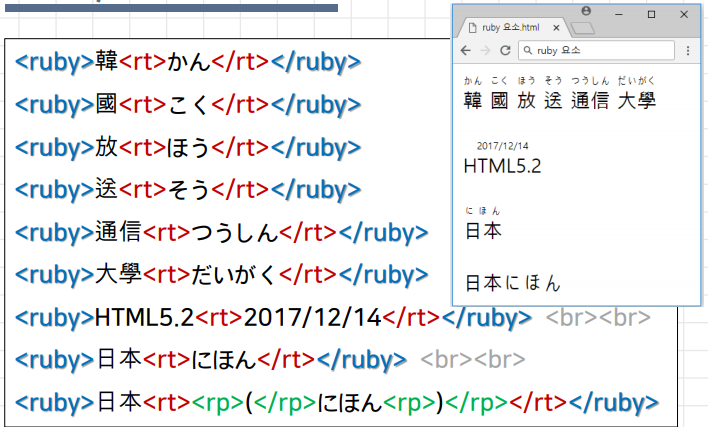 <ruby>韓<rt>かん</rt></ruby>
<ruby>國<rt>こく</rt></ruby>
<ruby>放<rt>ほう</rt></ruby>
<ruby>送<rt>そう</rt></ruby>
<ruby>通信<rt>つうしん</rt></ruby>
<ruby>大學<rt>だいがく</rt></ruby>
<ruby>HTML5.2<rt>2017/12/14</rt></ruby> <br><br>
<ruby>日本<rt>にほん</rt></ruby> <br><br>
<ruby>日本<rt><rp>(</rp>にほん<rp>)</rp></rt></ruby>
ruby 요소.html
ruby 요소
かん こく ほう そう つうしん だいがく
韓 國 放 送 通信 大學
2017/12/14
HTML5.2
にほん
日本
日本にほん